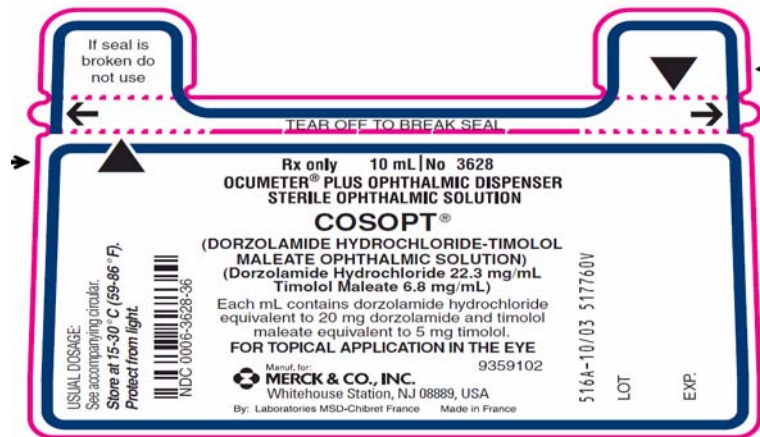 If seal is
broken do
not use
TEAR OFF TO BREAK SEAL
Rx only 10 mL | No 3628
OCUMETER® PLUS OPHTHALMIC DISPENSER
STERILE OPHTHALMIC SOLUTION
COSOPT®
(DORZOLAMIDE HYDROCHLORIDE-TIMOLOL
MALEATE OPHTHALMIC SOLUTION)
(Dorzolamide Hydrochloride 22.3 mg/mL
Timolol Maleate 6.8 mg/mL)
Each mL contains dorzolamide hydrochloride
equivalent to 20 mg dorzolamide and timolol
maleate equivalent to 5 mg timolol.
FOR TOPICAL APPLICATION IN THE EYE
Manuf. for: 9359102
MERCK & CO., INC.
Whitehouse Station, NJ 08889, USA
By: Laboratories MSD-Chibret France Made in France
USUAL DOSAGE:
See accompanying circular.
Store at 15-30°C (59-86°F).
Protect from light.
NDC 0006-3628-36
516A-10/03 517760V
LOT
EXP.